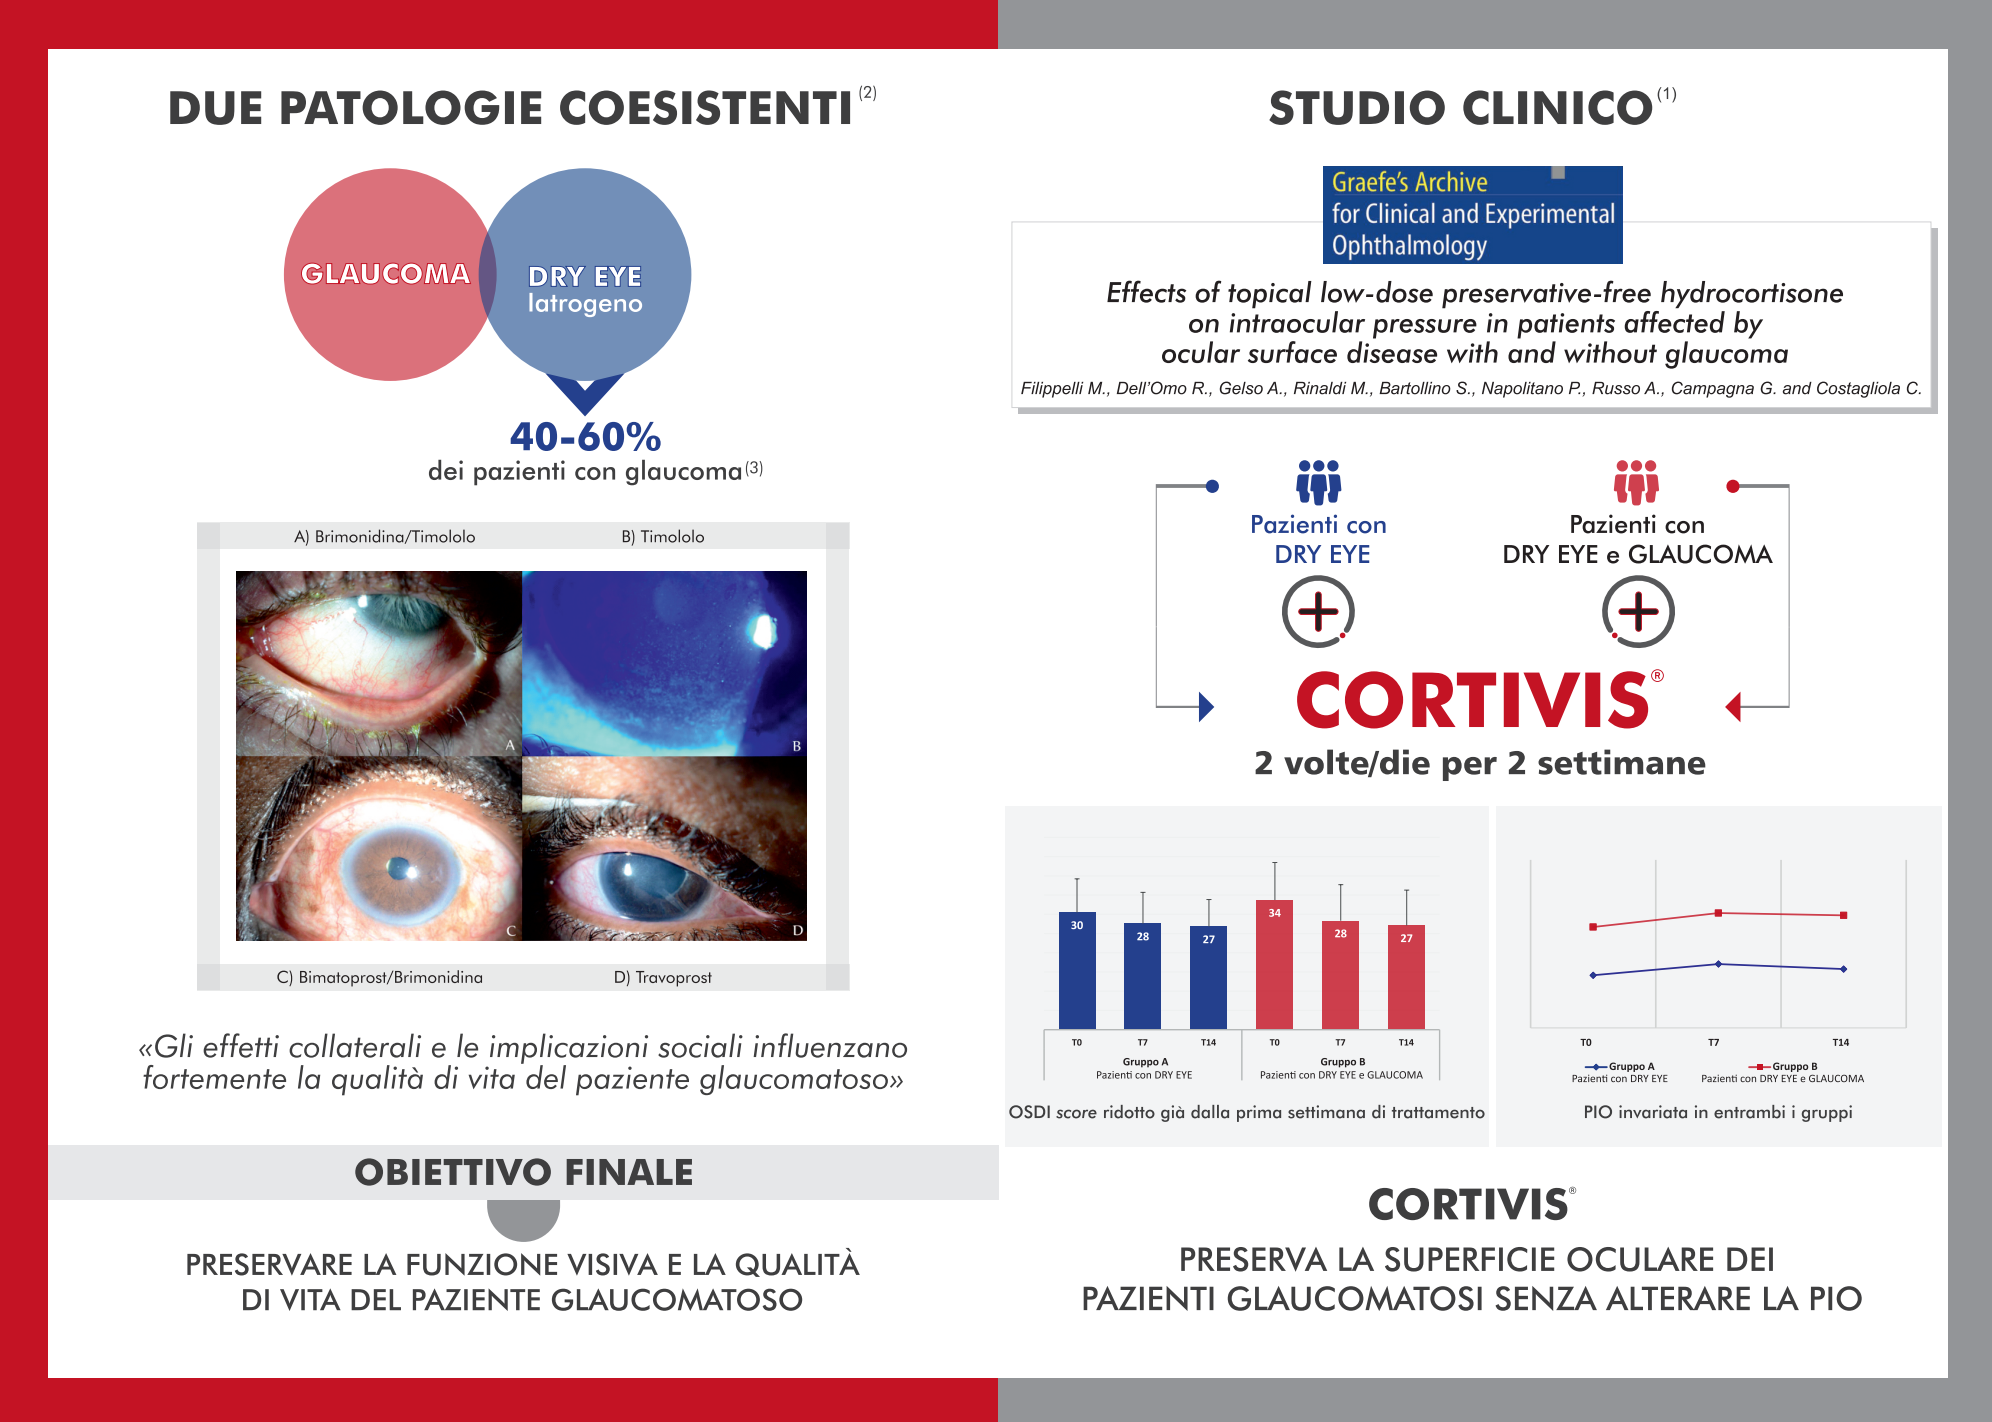 DUE PATOLOGIE COESISTENTI (2)
GLAUCOMA
DRY EYE
Iatrogeno
40-60%
dei pazienti con glaucoma (3)
A) Brimonidina/Timololo
B) Timololo
A
B
C
D
C) Bimatoprost/Brimonidina
D) Travoprost
«Gli effetti collaterali e le implicazioni sociali influenzano
fortemente la qualità di vita del paziente glaucomatoso»
OBIETTIVO FINALE
PRESERVARE LA FUNZIONE VISIVA E LA QUALITÀ
DI VITA DEL PAZIENTE GLAUCOMATOSO
STUDIO CLINICO (1)
Graefe's Archive
for Clinical and Experimental
Ophthalmology
Effects of topical low-dose preservative-free hydrocortisone
on intraocular pressure in patients affected by
ocular surface disease with and without glaucoma
Filippelli M., Dell'Omo R., Gelso A., Rinaldi M., Bartollino S., Napolitano P., Russo A., Campagna G. and Costagliola C.
Pazienti con
DRY EYE
Pazienti con
DRY EYE e GLAUCOMA
CORTIVIS®
2 volte/die per 2 settimane
30
28
27
34
28
27
T0 T7 T14 T0 T7 T14
Gruppo A
Pazienti con DRY EYE
Gruppo B
Pazienti con DRY EYE e GLAUCOMA
OSDI score ridotto già dalla prima settimana di trattamento
T0 T7 T14
Gruppo A
Pazienti con DRY EYE
Gruppo B
Pazienti con DRY EYE e GLAUCOMA
PIO invariata in entrambi i gruppi
CORTIVIS®
PRESERVA LA SUPERFICIE OCULARE DEI
PAZIENTI GLAUCOMATOSI SENZA ALTERARE LA PIO